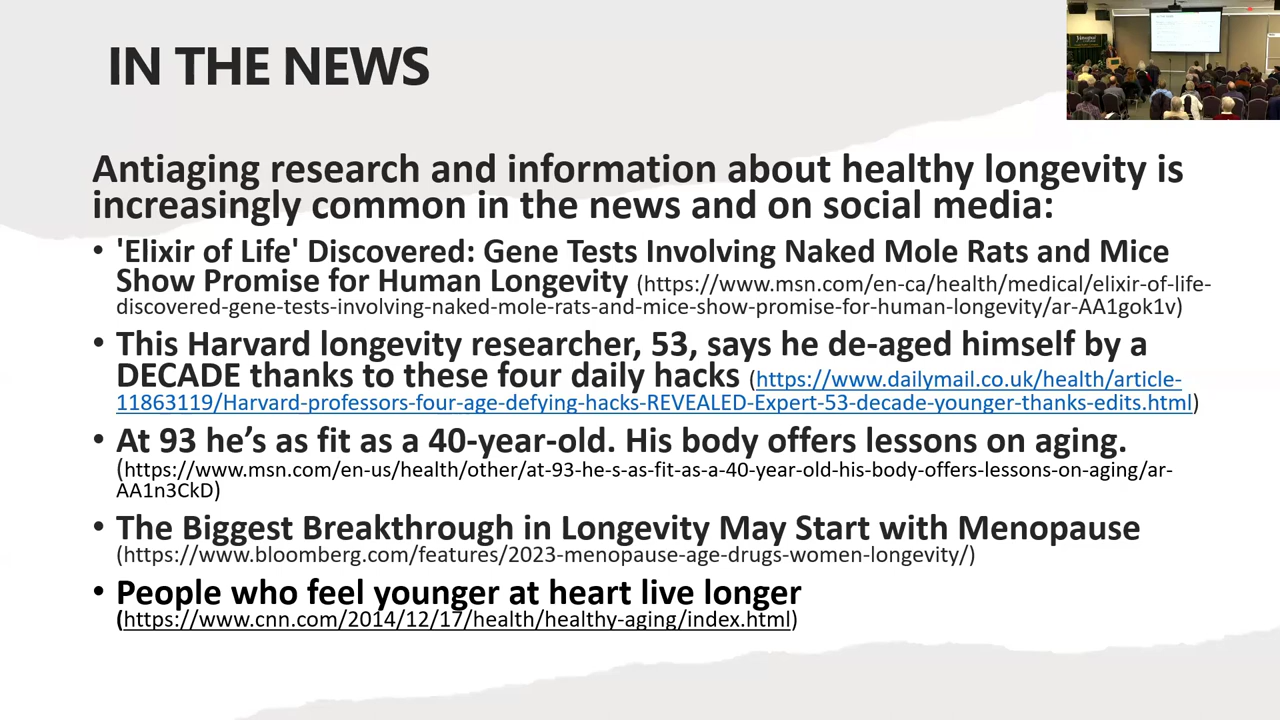 IN THE NEWS
Antiaging research and information about healthy longevity is
increasingly common in the news and on social media:
• 'Elixir of Life' Discovered: Gene Tests Involving Naked Mole Rats and Mice
Show Promise for Human Longevity (https://www.msn.com/en-ca/health/medical/elixir-of-life-
discovered-gene-tests-involving-naked-mole-rats-and-mice-show-promise-for-human-longevity/ar-AA1gok1v)
• This Harvard longevity researcher, 53, says he de-aged himself by a
DECADE thanks to these four daily hacks (https://www.dailymail.co.uk/health/article-
11863119/Harvard-professors-four-age-defying-hacks-REVEALED-Expert-53-decade-younger-thanks-edits.html)
• At 93 he’s as fit as a 40-year-old. His body offers lessons on aging.
(https://www.msn.com/en-us/health/other/at-93-he-s-as-fit-as-a-40-year-old-his-body-offers-lessons-on-aging/ar-
AA1n3CkD)
• The Biggest Breakthrough in Longevity May Start with Menopause
(https://www.bloomberg.com/features/2023-menopause-age-drugs-women-longevity/)
• People who feel younger at heart live longer
(https://www.cnn.com/2014/12/17/health/healthy-aging/index.html)